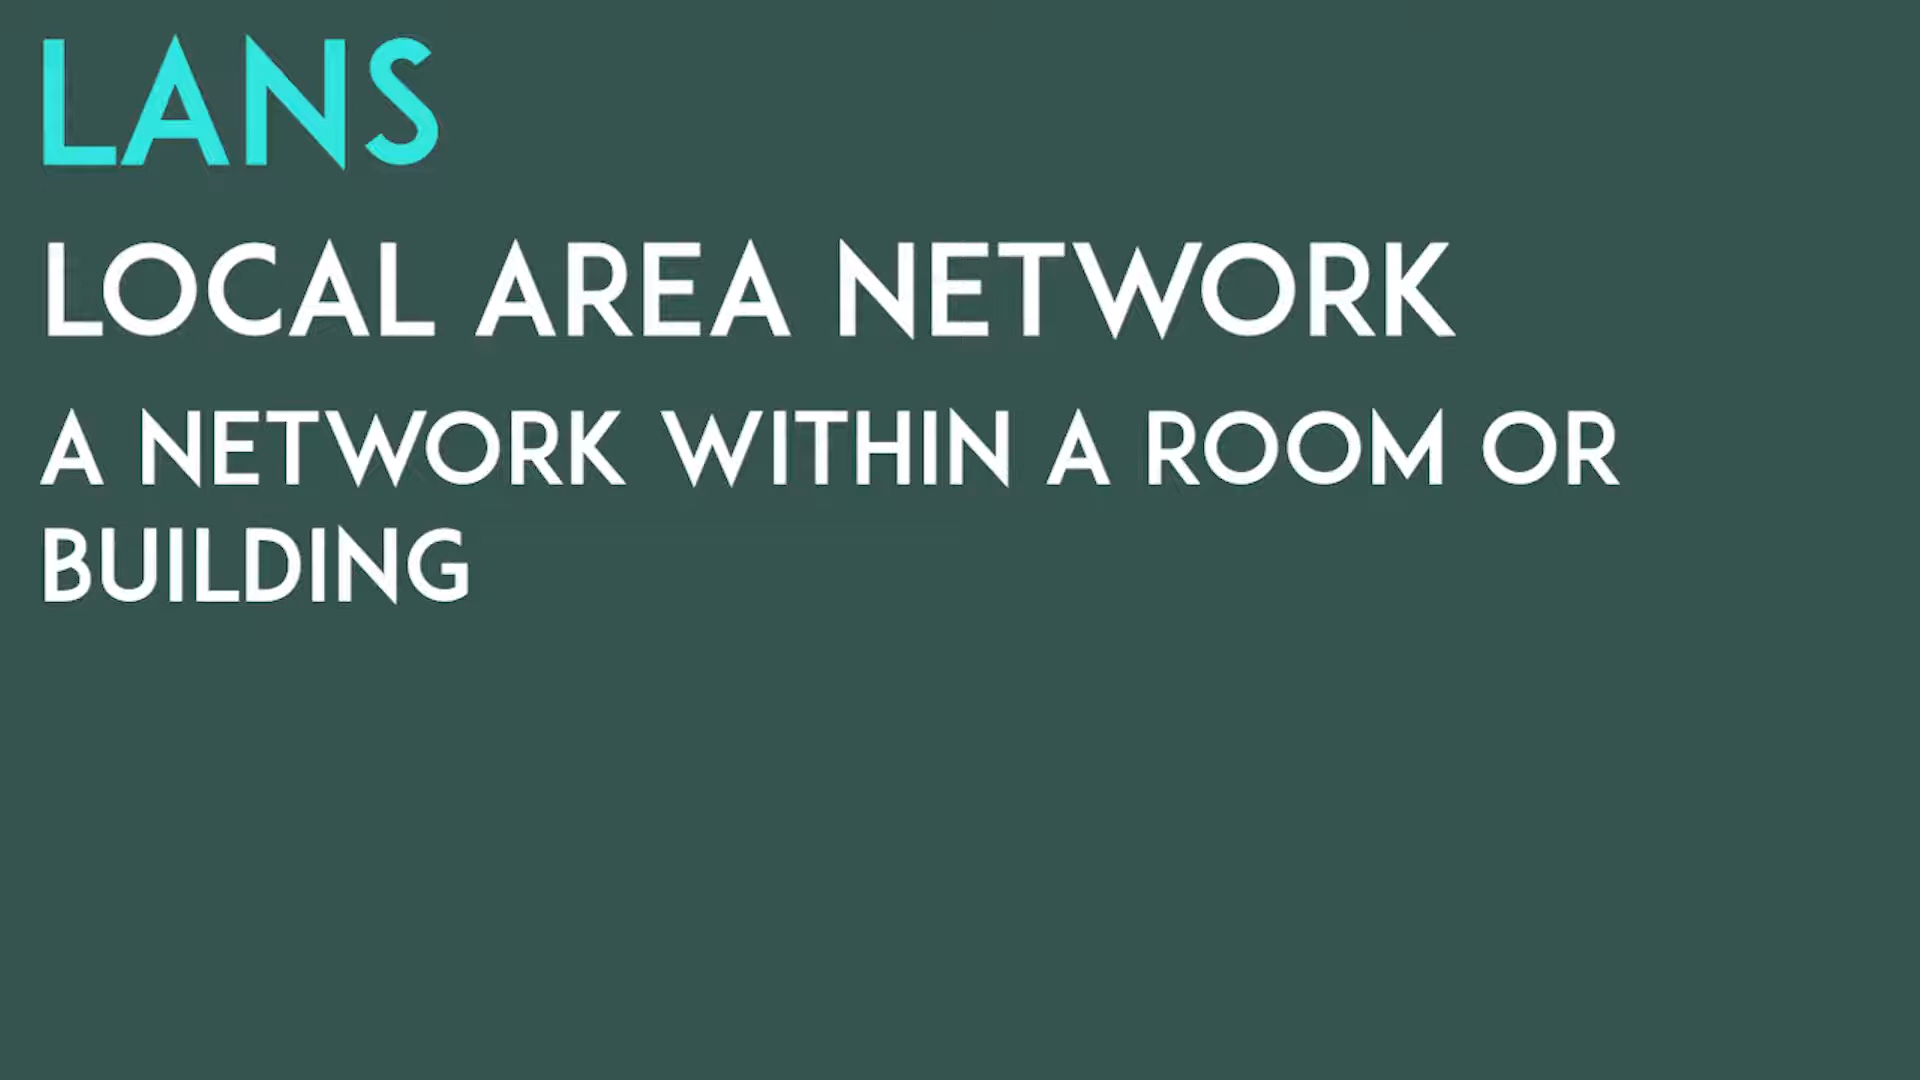 LANS
LOCAL AREA NETWORK
A NETWORK WITHIN A ROOM OR
BUILDING